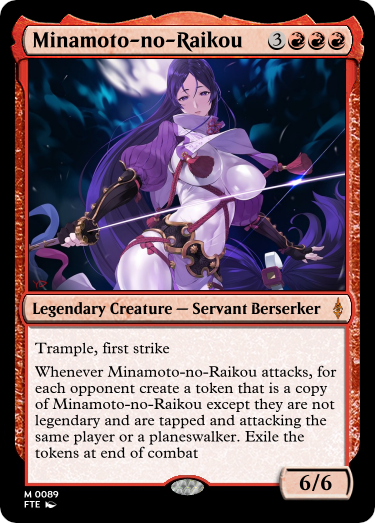 Minamoto-no-Raikou 3
Legendary Creature — Servant Berserker
Trample, first strike
Whenever Minamoto-no-Raikou attacks, for
each opponent create a token that is a copy
of Minamoto-no-Raikou except they are not
legendary and are tapped and attacking the
same player or a planeswalker. Exile the
tokens at end of combat
6/6
M 0089
FTE